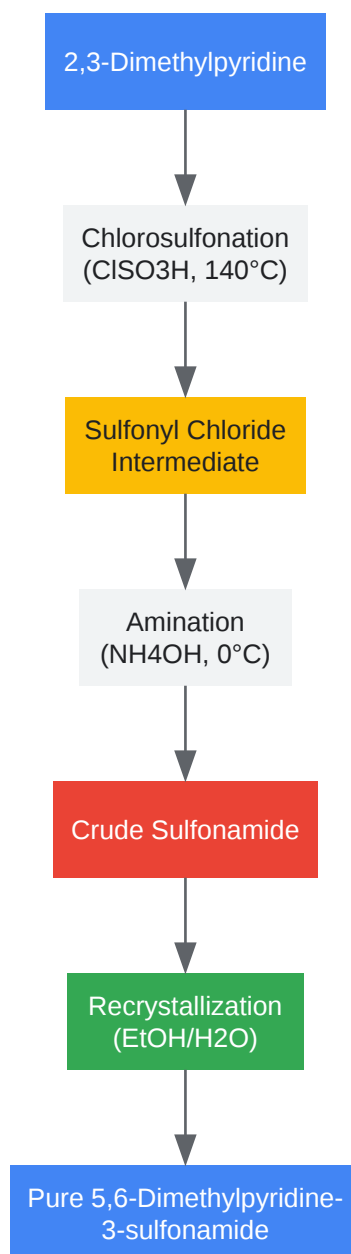 2,3-Dimethylpyridine
Chlorosulfonation
(ClSO3H, 140°C)
Sulfonyl Chloride
Intermediate
Amination
(NH4OH, 0°C)
Crude Sulfonamide
Recrystallization
(EtOH/H2O)
Pure 5,6-Dimethylpyridine-
3-sulfonamide